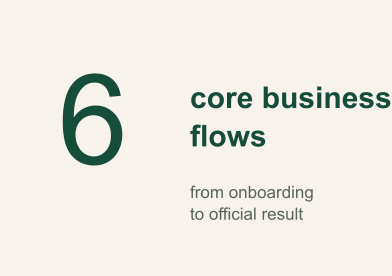 6
core business
flows
from onboarding
to official result